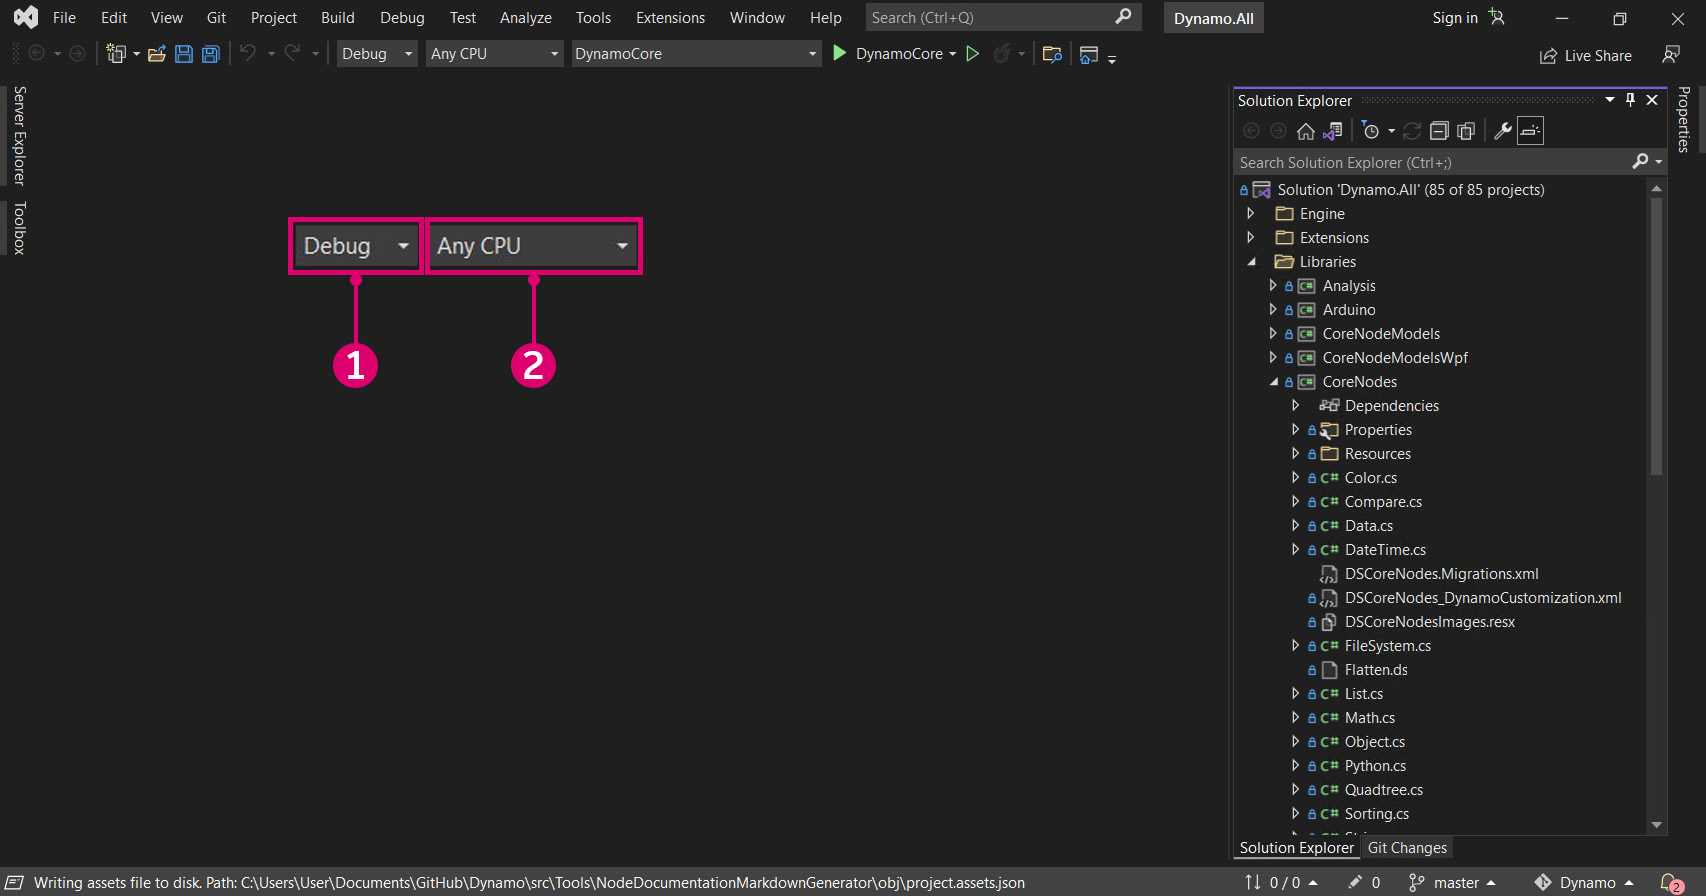 File Edit View Git Project Build Debug Test Analyze Tools Extensions Window Help Search (Ctrl+Q) Dynamo.All Sign in
Debug Any CPU DynamoCore DynamoCore Live Share
Server Explorer
Toolbox
Debug Any CPU
1 2
Solution Explorer
Search Solution Explorer (Ctrl+;)
Solution 'Dynamo.All' (85 of 85 projects)
Engine
Extensions
Libraries
C# Analysis
C# Arduino
C# CoreNodeModels
C# CoreNodeModelsWpf
C# CoreNodes
Dependencies
Properties
Resources
C# Color.cs
C# Compare.cs
C# Data.cs
C# DateTime.cs
DSCoreNodes.Migrations.xml
DSCoreNodes_DynamoCustomization.xml
DSCoreNodesImages.resx
C# FileSystem.cs
Flatten.ds
C# List.cs
C# Math.cs
C# Object.cs
C# Python.cs
C# Quadtree.cs
C# Sorting.cs
Solution Explorer Git Changes
Properties
Writing assets file to disk. Path: C:\Users\User\Documents\GitHub\Dynamo\src\Tools\NodeDocumentationMarkdownGenerator\obj\project.assets.json 0 / 0 0 master Dynamo 2